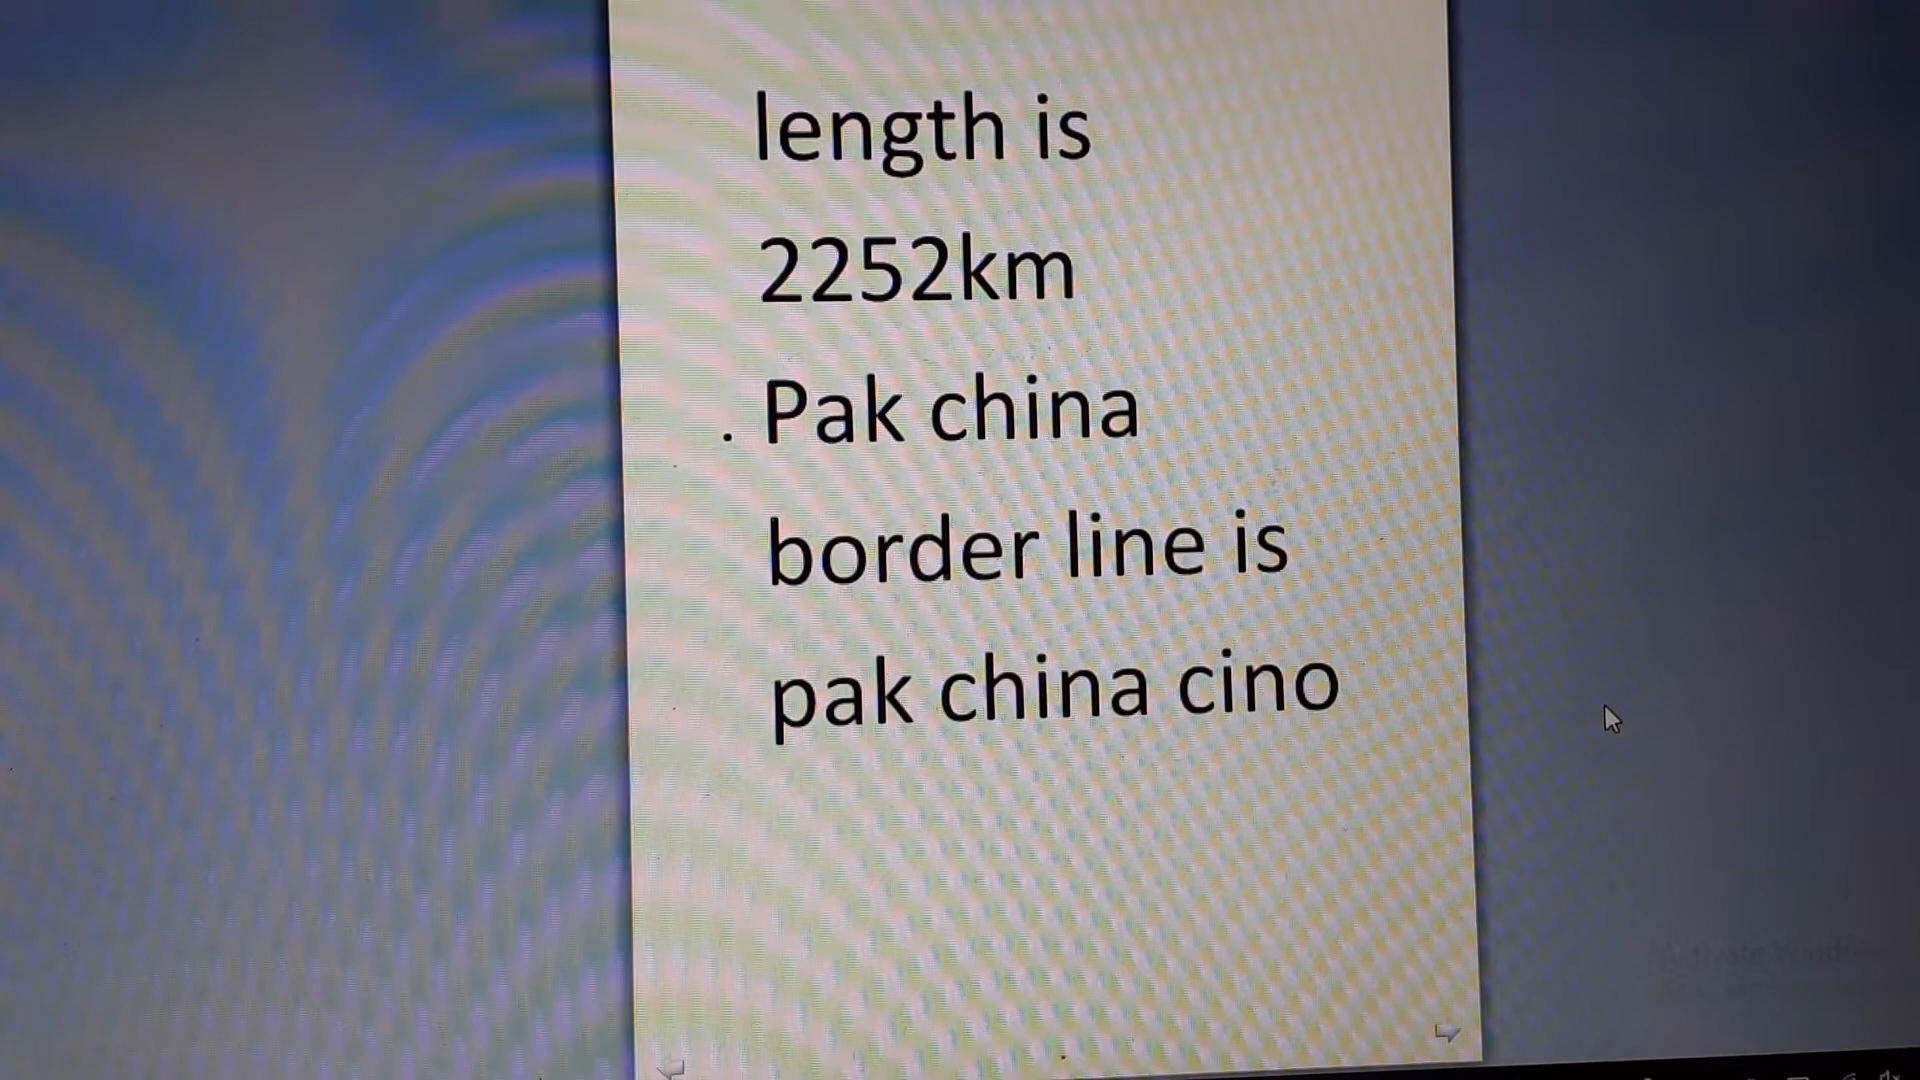 length is
2252km
. Pak china
border line is
pak china cino